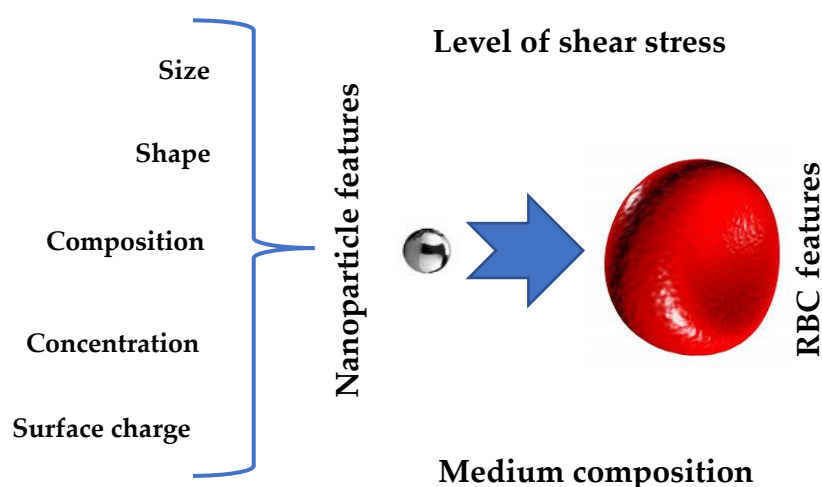 Level of shear stress
Size
Shape
Composition
Concentration
Surface charge
Nanoparticle features
RBC features
Medium composition